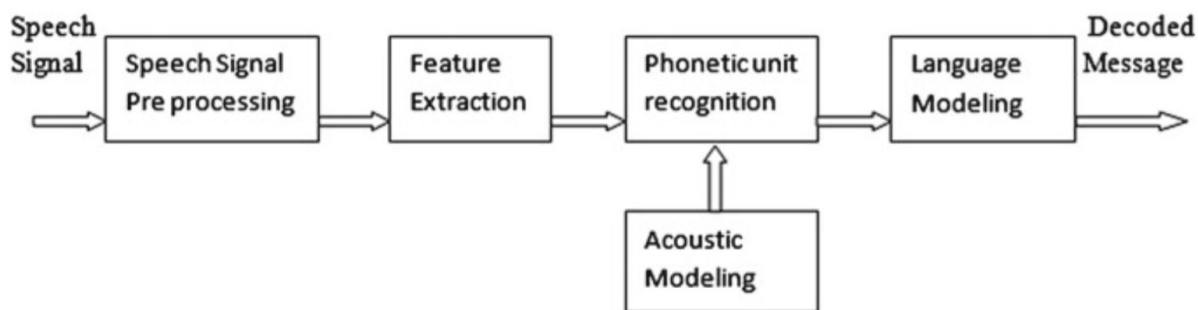 Speech
Signal
Speech Signal
Pre processing
Feature
Extraction
Phonetic unit
recognition
Language
Modeling
Decoded
Message
Acoustic
Modeling